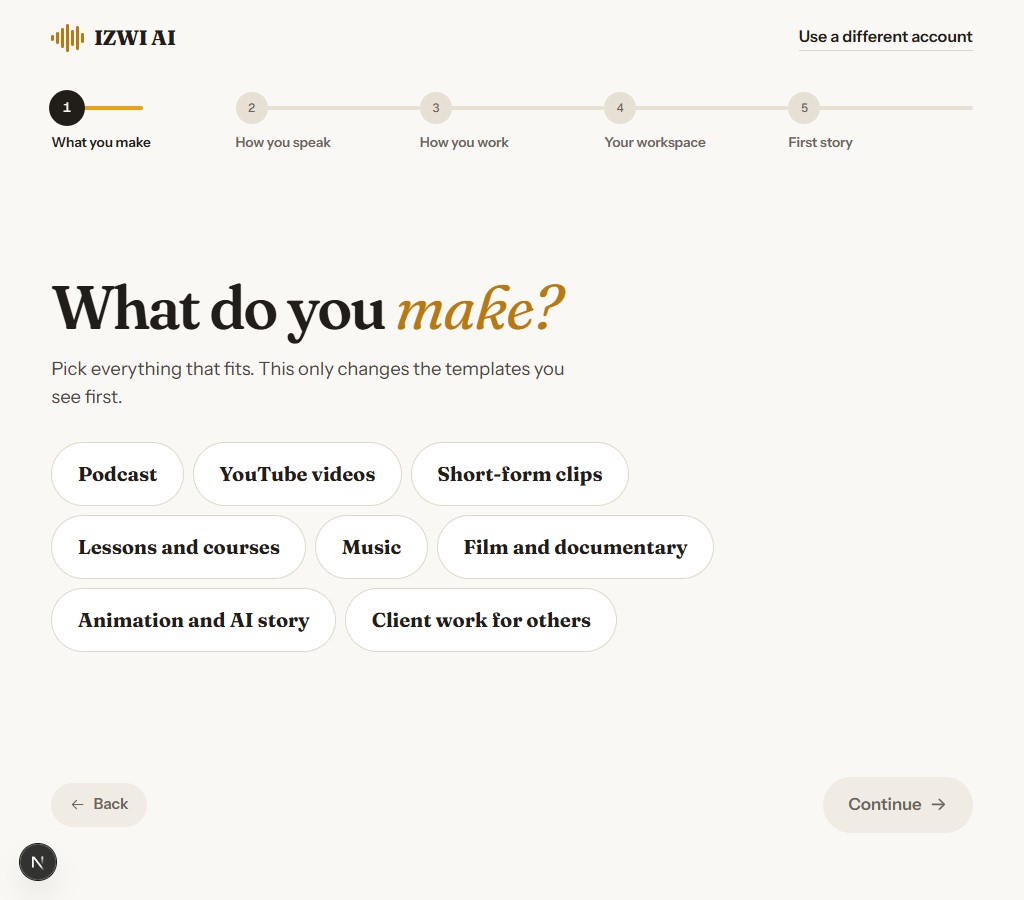 IZWI AI
Use a different account
1
2
3
4
5
What you make
How you speak
How you work
Your workspace
First story
What do you make?
Pick everything that fits. This only changes the templates you
see first.
Podcast
YouTube videos
Short-form clips
Lessons and courses
Music
Film and documentary
Animation and AI story
Client work for others
← Back
Continue →
N